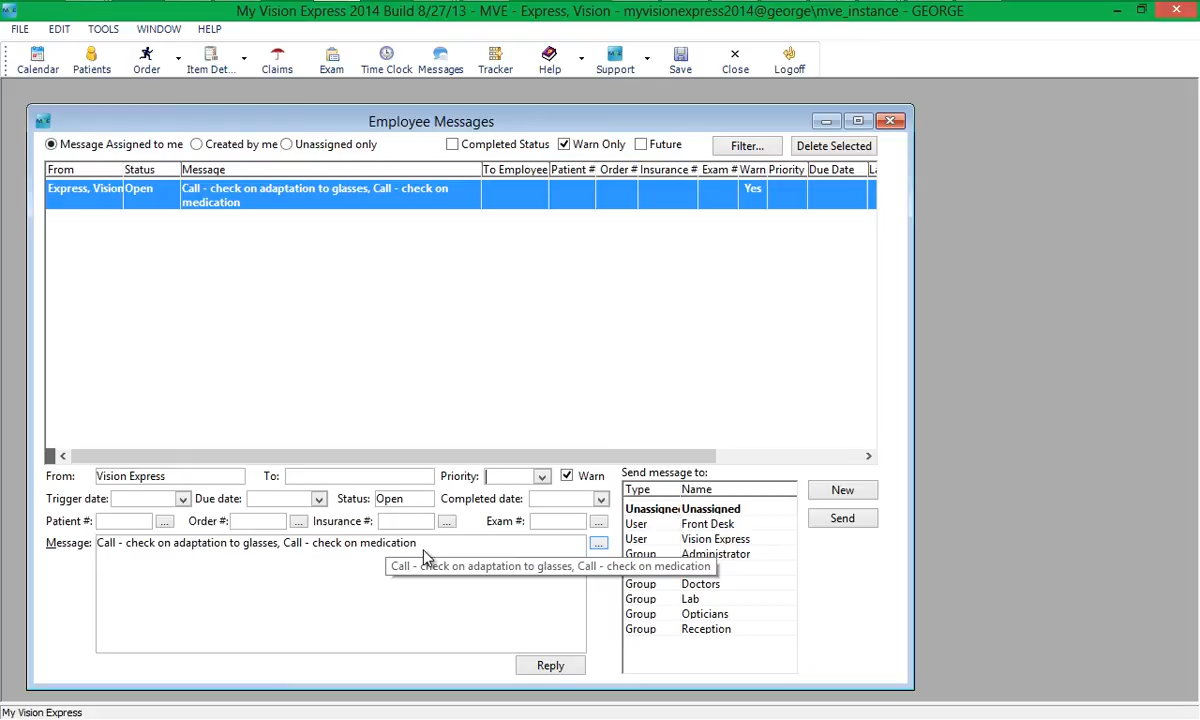 My Vision Express 2014 Build 8/27/13 - MVE - Express, Vision - myvisionexpress2014@george\mve_instance - GEORGE
FILE EDIT TOOLS WINDOW HELP
Calendar Patients Order Item Det... Claims Exam Time Clock Messages Tracker Help Support Save Close Logoff
Employee Messages
Message Assigned to me Created by me Unassigned only Completed Status Warn Only Future Filter... Delete Selected
From Status Message To Employee Patient # Order # Insurance # Exam # Warn Priority Due Date
Express, Vision Open Call - check on adaptation to glasses, Call - check on Yes
medication
From: Vision Express To: Priority: Warn
Trigger date: Due date: Status: Open Completed date:
Patient #: ... Order #: ... Insurance #: ... Exam #: ...
Message: Call - check on adaptation to glasses, Call - check on medication ...
Call - check on adaptation to glasses, Call - check on medication
Reply
Send message to:
Type Name
Unassigned Unassigned
User Front Desk
User Vision Express
Group Administrator
Group Doctors
Group Lab
Group Opticians
Group Reception
New
Send
My Vision Express